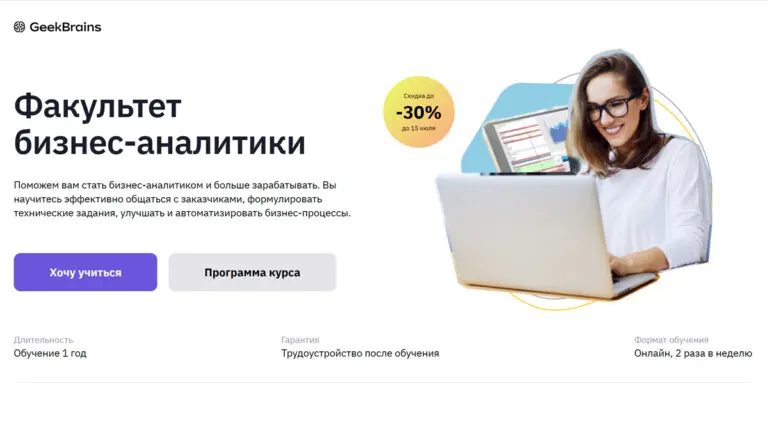 GeekBrains
Факультет
бизнес-аналитики
Скидка до
-30%
до 15 июля
Поможем вам стать бизнес-аналитиком и больше зарабатывать. Вы
научитесь эффективно общаться с заказчиками, формулировать
технические задания, улучшать и автоматизировать бизнес-процессы.
Хочу учиться
Программа курса
Длительность
Обучение 1 год
Гарантия
Трудоустройство после обучения
Формат обучения
Онлайн, 2 раза в неделю